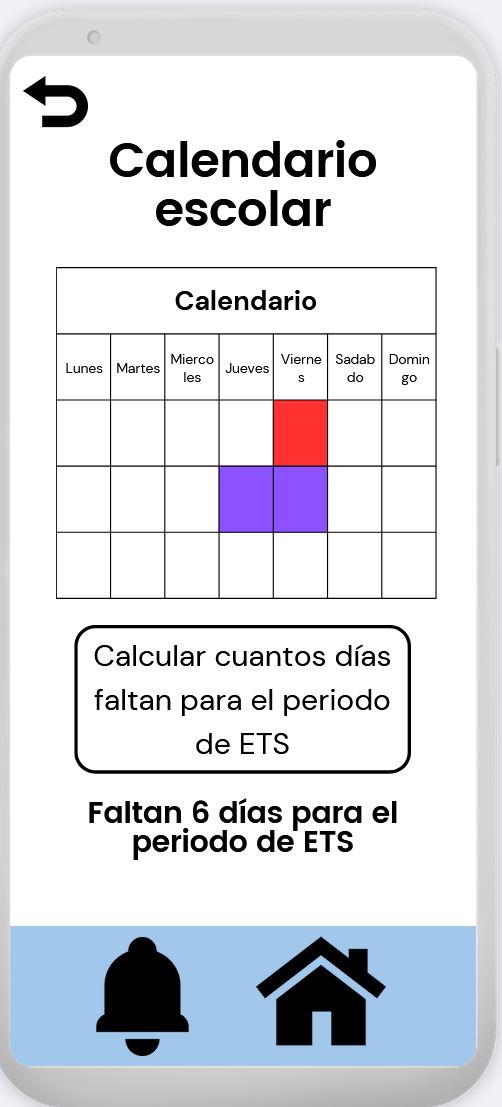 Calendario
escolar
Calendario
Lunes Martes Mierco Jueves Vierne Sadab Domin
les s do go
Calcular cuantos días
faltan para el periodo
de ETS
Faltan 6 días para el
periodo de ETS